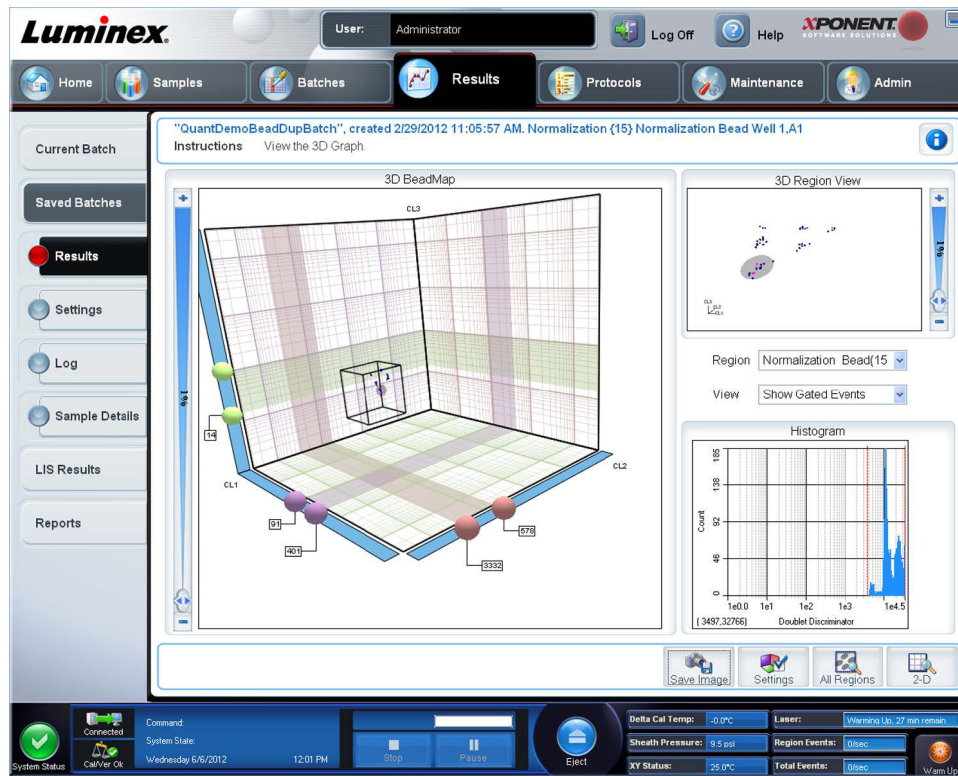 Luminex.
User: Administrator
Log Off
Help
XPONENT.
SOFTWARE SOLUTIONS
Home
Samples
Batches
Results
Protocols
Maintenance
Admin
Current Batch
Saved Batches
Results
Settings
Log
Sample Details
LIS Results
Reports
"QuantDemoBeadDupBatch", created 2/29/2012 11:05:57 AM. Normalization {15} Normalization Bead Well 1,A1
Instructions View the 3D Graph.
3D BeadMap
+
1%
-
CL3
14
CL1
91
401
CL2
578
3332
3D Region View
+
1%
-
CL3
CL2
CL1
Region Normalization Bead(15
View Show Gated Events
Histogram
Count
185
138
92
46
0
1e0.0 1e1 1e2 1e3 1e4.5
( 3497,32766) Doublet Discriminator
Save Image
Settings
All Regions
2-D
System Status
Connected
Cal/Ver Ok
Command:
System State:
Wednesday 6/6/2012 12:01 PM
Stop
Pause
Eject
Delta Cal Temp: -0.0°C
Sheath Pressure: 9.5 psi
XY Status: 25.0°C
Laser: Warming Up, 27 min remain
Region Events: 0/sec
Total Events: 0/sec
Warm Up